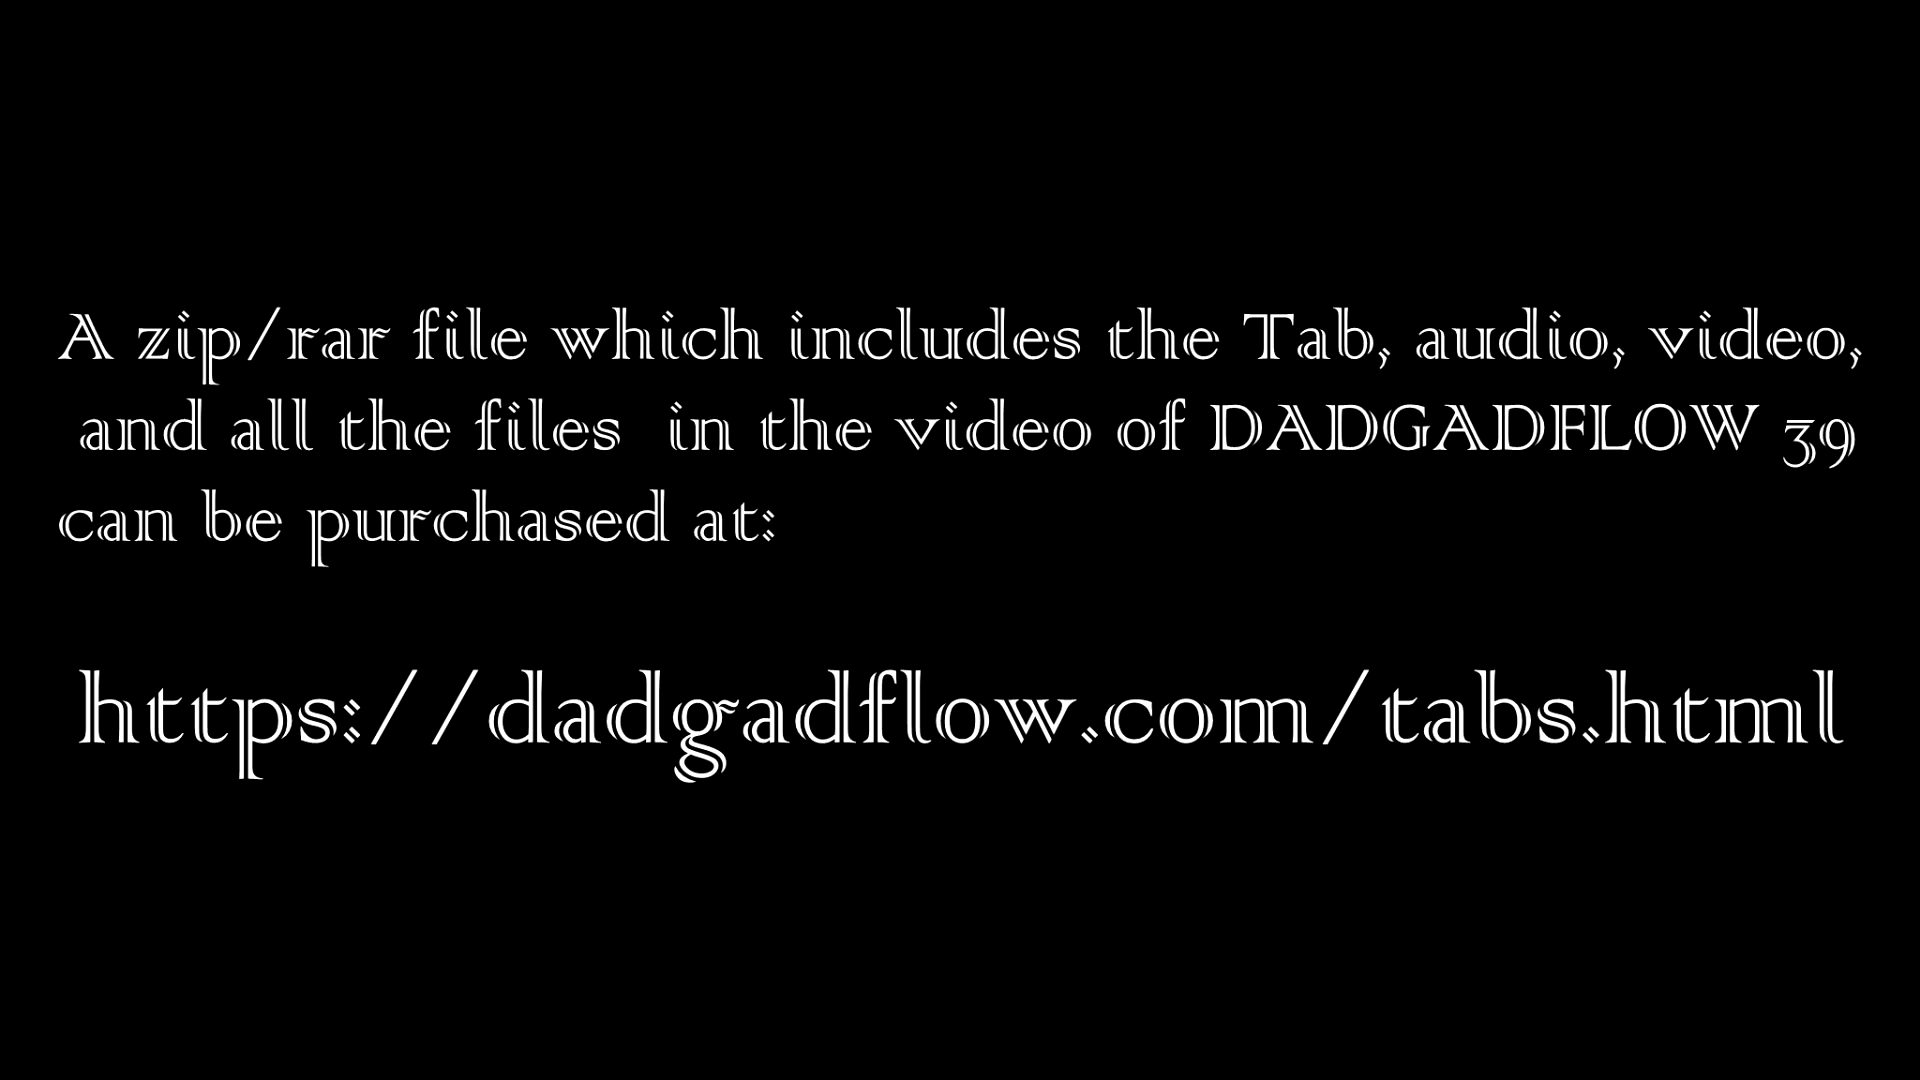 A zip/rar file which includes the Tab, audio, video,
and all the files in the video of DADGADFLOW 39
can be purchased at:
https://dadgadflow.com/tabs.html